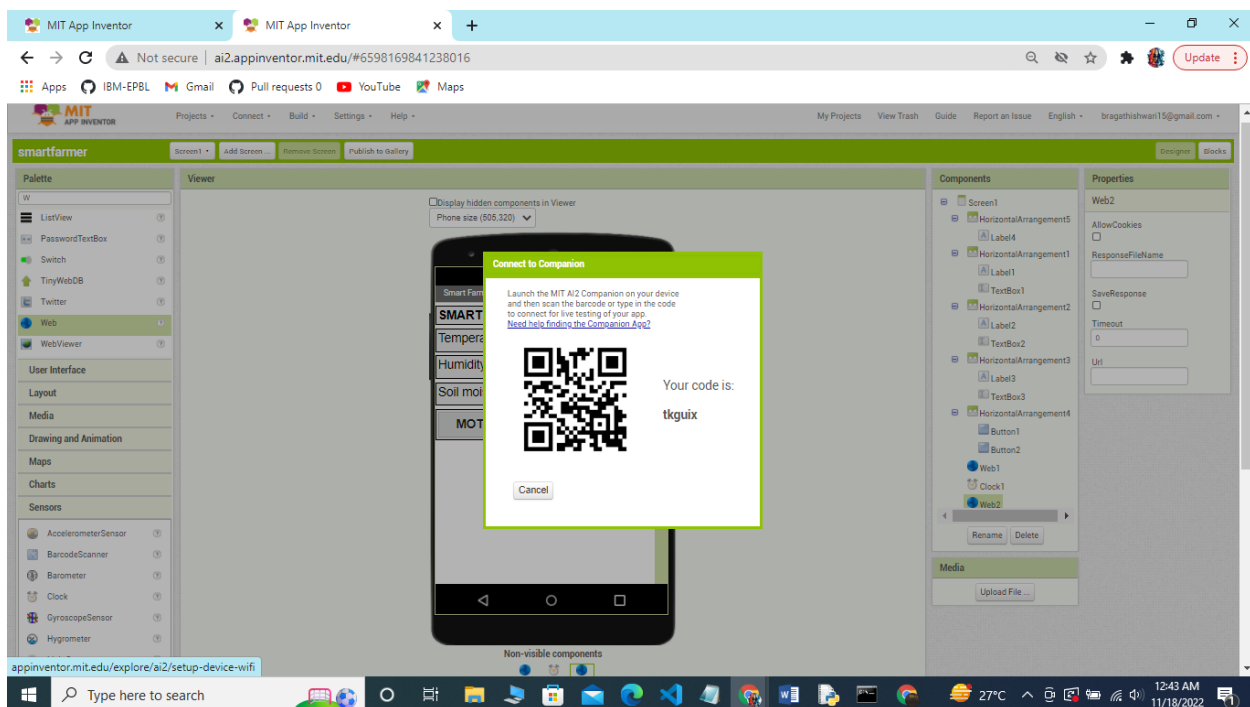 MIT App Inventor
MIT App Inventor
Not secure
ai2.appinventor.mit.edu/#6598169841238016
Update
Apps
IBM-EPBL
Gmail
Pull requests 0
YouTube
Maps
MIT
APP INVENTOR
Projects
Connect
Build
Settings
Help
My Projects
View Trash
Guide
Report an Issue
English
bragathishwari15@gmail.com
smartfarmer
Screen1
Add Screen ...
Remove Screen
Publish to Gallery
Designer
Blocks
Palette
W
ListView
PasswordTextBox
Switch
TinyWebDB
Twitter
Web
WebViewer
User Interface
Layout
Media
Drawing and Animation
Maps
Charts
Sensors
AccelerometerSensor
BarcodeScanner
Barometer
Clock
GyroscopeSensor
Hygrometer
appinventor.mit.edu/explore/ai2/setup-device-wifi
Viewer
Display hidden components in Viewer
Phone size (505,320)
Smart Farm
SMART
Tempera
Humidity
Soil moi
MOT
Connect to Companion
Launch the MIT AI2 Companion on your device
and then scan the barcode or type in the code
to connect for live testing of your app.
Need help finding the Companion App?
Your code is:
tkguix
Cancel
Non-visible components
Components
Screen1
HorizontalArrangement5
Label4
HorizontalArrangement1
Label1
TextBox1
HorizontalArrangement2
Label2
TextBox2
HorizontalArrangement3
Label3
TextBox3
HorizontalArrangement4
Button1
Button2
Web1
Clock1
Web2
Rename
Delete
Media
Upload File ...
Properties
Web2
AllowCookies
ResponseFileName
SaveResponse
Timeout
0
Url
Type here to search
27°C
12:43 AM
11/18/2022